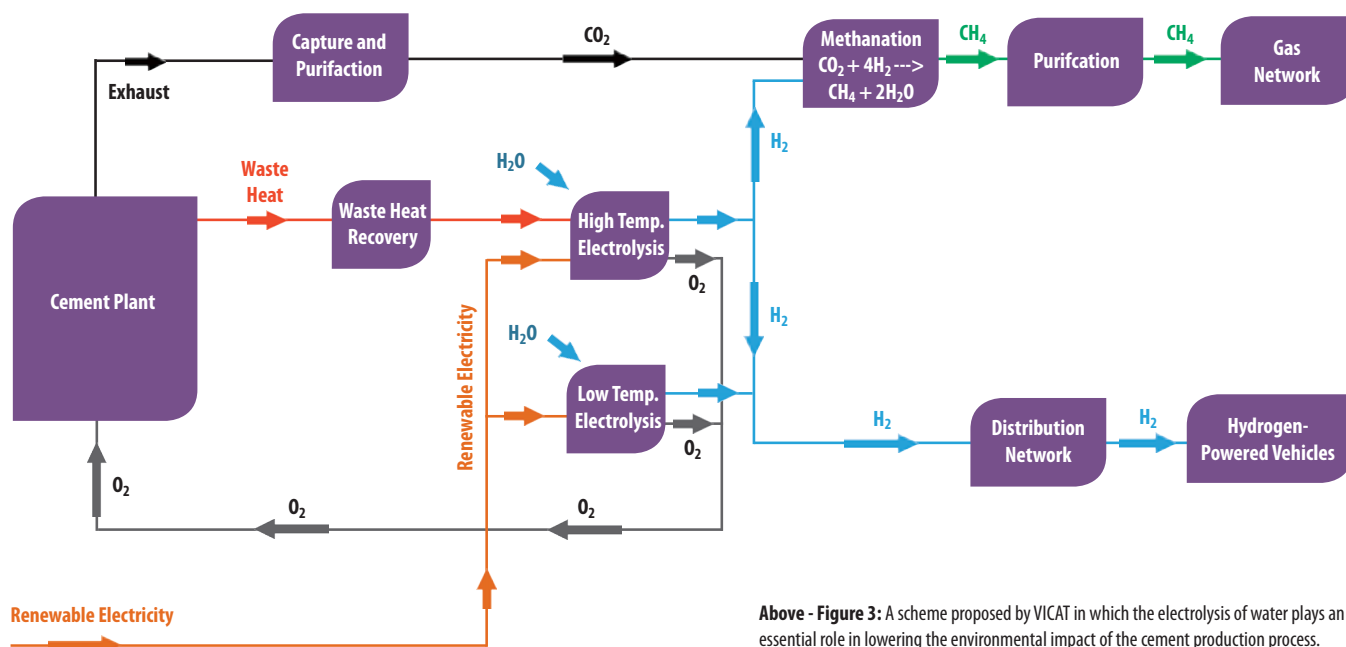 Capture and
Purifaction
CO₂
Methanation
CO₂ + 4H₂ --->
CH₄ + 2H₂O
CH₄
Purifcation
CH₄
Gas
Network
Exhaust
H₂
Waste
Heat
H₂O
Waste Heat
Recovery
High Temp.
Electrolysis
O₂
Cement Plant
H₂
Renewable Electricity
H₂O
Low Temp.
Electrolysis
O₂
H₂
Distribution
Network
H₂
Hydrogen-
Powered Vehicles
O₂
O₂
O₂
Renewable Electricity
Above - Figure 3: A scheme proposed by VICAT in which the electrolysis of water plays an
essential role in lowering the environmental impact of the cement production process.